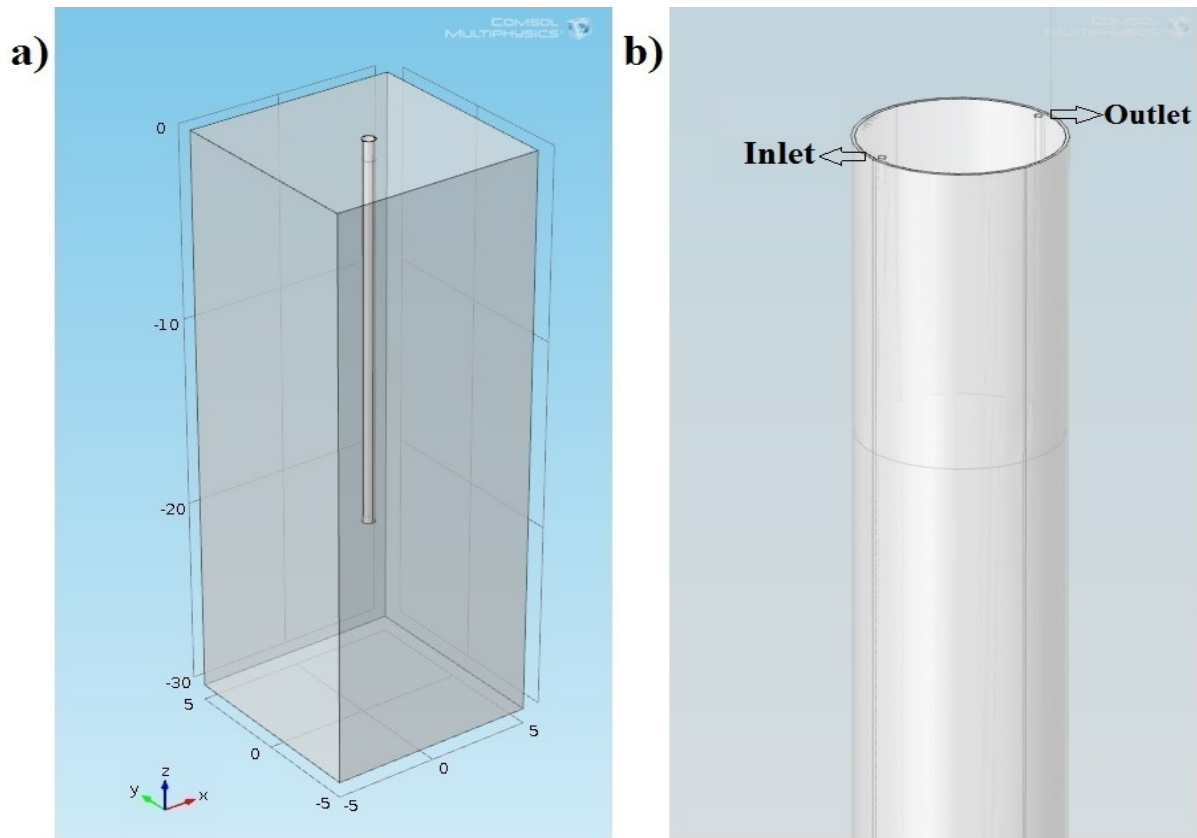 a)
COMSOL
MULTIPHYSICS
0
-10
-20
-30
5
0
-5
-5
0
5
z
y
x
b)
COMSOL
MULTIPHYSICS
Inlet
Outlet